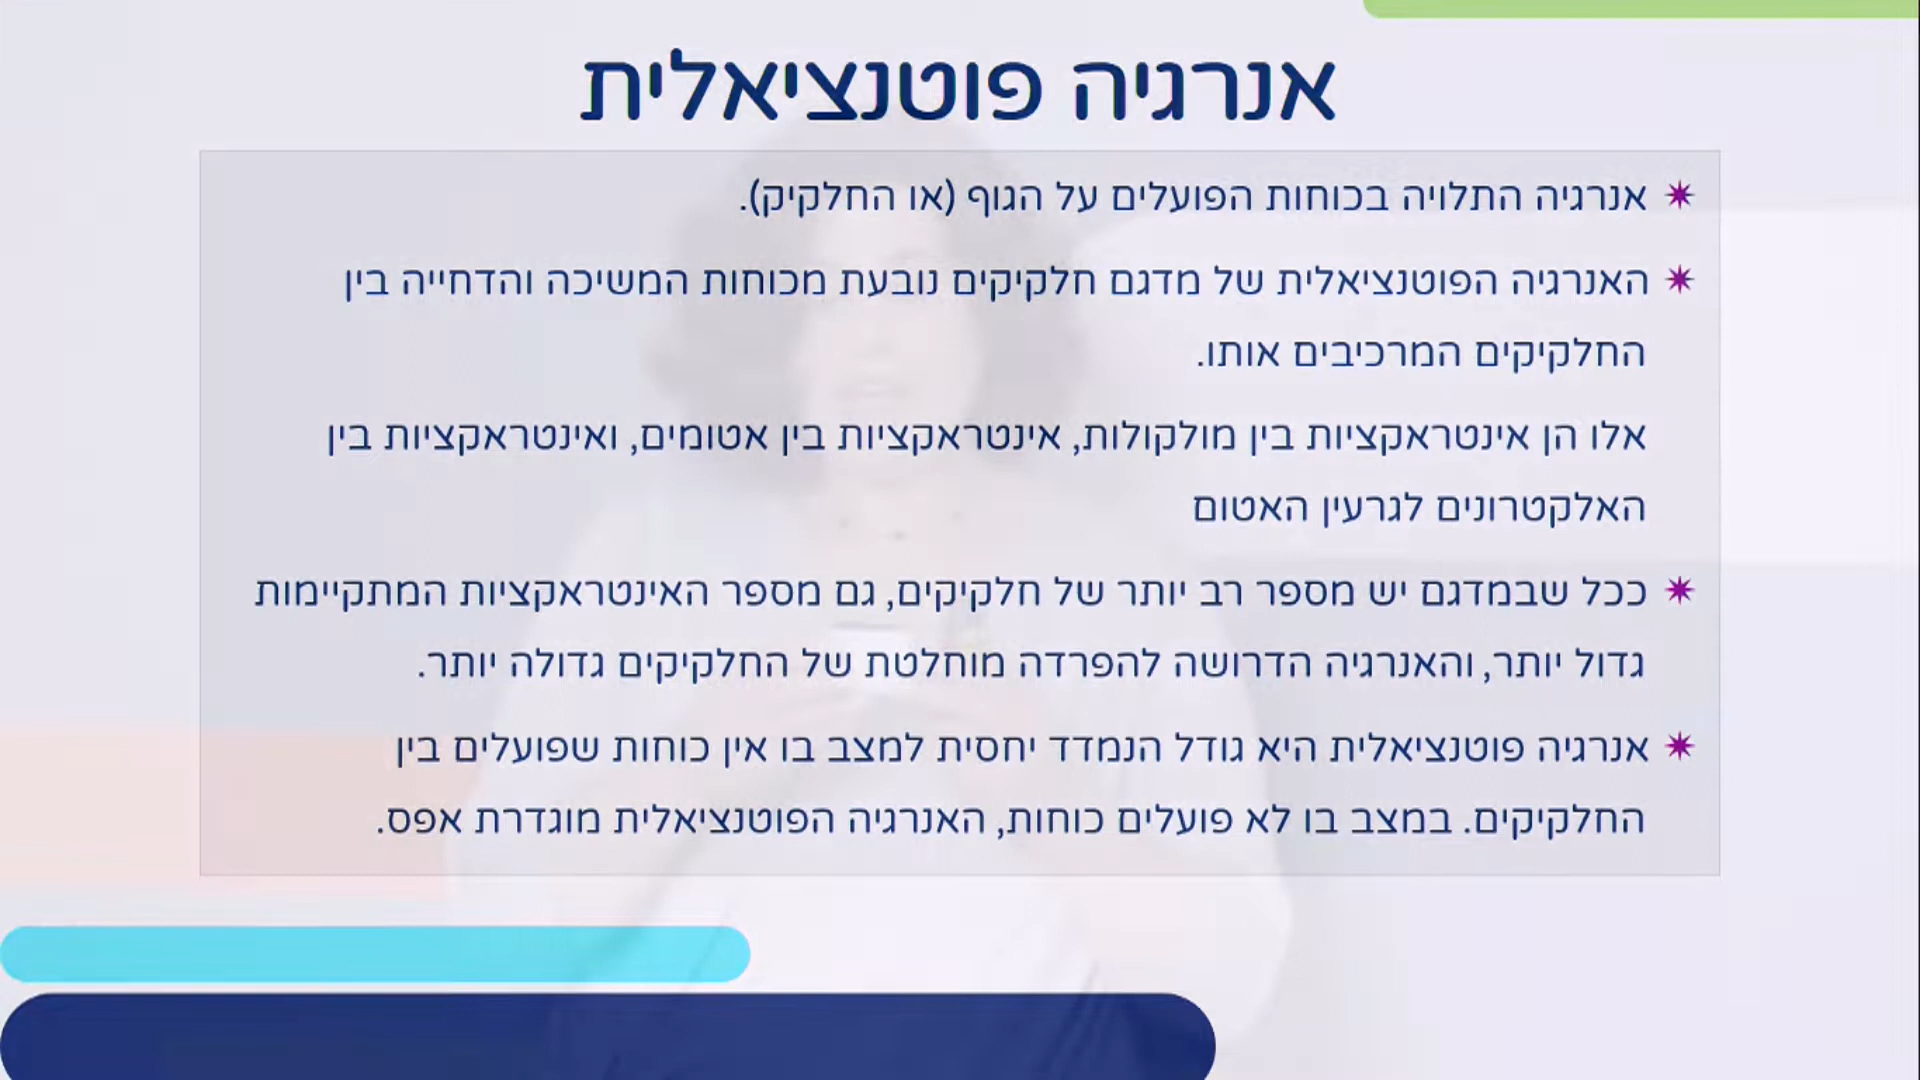 אנרגיה פוטנציאלית
אנרגיה התלויה בכוחות הפועלים על הגוף (או החלקיק).
האנרגיה הפוטנציאלית של מדגם חלקיקים נובעת מכוחות המשיכה והדחייה בין
החלקיקים המרכיבים אותו.
אלו הן אינטראקציות בין מולקולות, אינטראקציות בין אטומים, ואינטראקציות בין
האלקטרונים לגרעין האטום
ככל שבמדגם יש מספר רב יותר של חלקיקים, גם מספר האינטראקציות המתקיימות
גדול יותר, והאנרגיה הדרושה להפרדה מוחלטת של החלקיקים גדולה יותר.
אנרגיה פוטנציאלית היא גודל הנמדד יחסית למצב בו אין כוחות שפועלים בין
החלקיקים. במצב בו לא פועלים כוחות, האנרגיה הפוטנציאלית מוגדרת אפס.